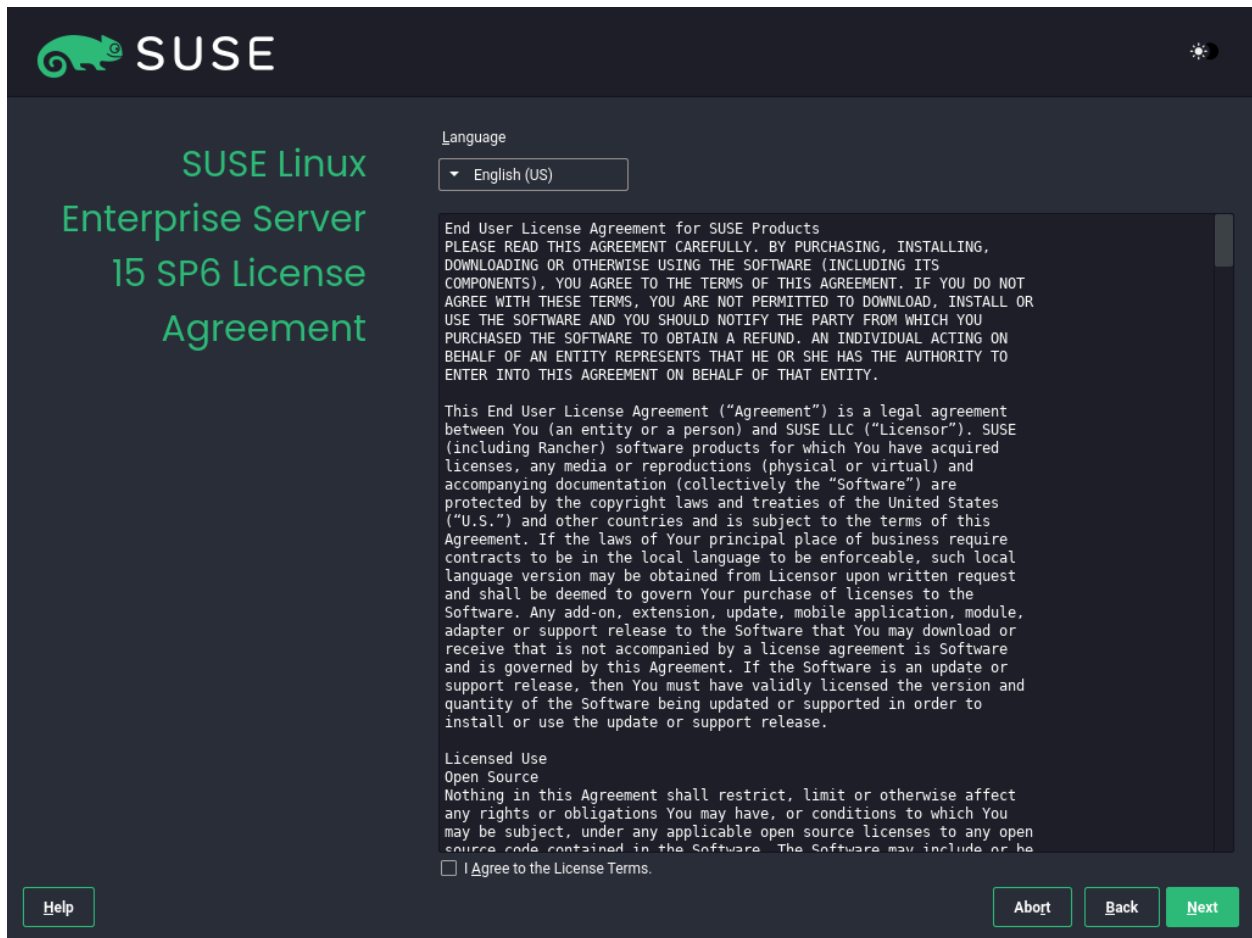 SUSE
SUSE Linux
Enterprise Server
15 SP6 License
Agreement
Language
English (US)
End User License Agreement for SUSE Products
PLEASE READ THIS AGREEMENT CAREFULLY. BY PURCHASING, INSTALLING,
DOWNLOADING OR OTHERWISE USING THE SOFTWARE (INCLUDING ITS
COMPONENTS), YOU AGREE TO THE TERMS OF THIS AGREEMENT. IF YOU DO NOT
AGREE WITH THESE TERMS, YOU ARE NOT PERMITTED TO DOWNLOAD, INSTALL OR
USE THE SOFTWARE AND YOU SHOULD NOTIFY THE PARTY FROM WHICH YOU
PURCHASED THE SOFTWARE TO OBTAIN A REFUND. AN INDIVIDUAL ACTING ON
BEHALF OF AN ENTITY REPRESENTS THAT HE OR SHE HAS THE AUTHORITY TO
ENTER INTO THIS AGREEMENT ON BEHALF OF THAT ENTITY.
This End User License Agreement (“Agreement”) is a legal agreement
between You (an entity or a person) and SUSE LLC (“Licensor”). SUSE
(including Rancher) software products for which You have acquired
licenses, any media or reproductions (physical or virtual) and
accompanying documentation (collectively the “Software”) are
protected by the copyright laws and treaties of the United States
(“U.S.”) and other countries and is subject to the terms of this
Agreement. If the laws of Your principal place of business require
contracts to be in the local language to be enforceable, such local
language version may be obtained from Licensor upon written request
and shall be deemed to govern Your purchase of licenses to the
Software. Any add-on, extension, update, mobile application, module,
adapter or support release to the Software that You may download or
receive that is not accompanied by a license agreement is Software
and is governed by this Agreement. If the Software is an update or
support release, then You must have validly licensed the version and
quantity of the Software being updated or supported in order to
install or use the update or support release.
Licensed Use
Open Source
Nothing in this Agreement shall restrict, limit or otherwise affect
any rights or obligations You may have, or conditions to which You
may be subject, under any applicable open source licenses to any open
source code contained in the Software. The Software may include or be
I Agree to the License Terms.
Help
Abort
Back
Next